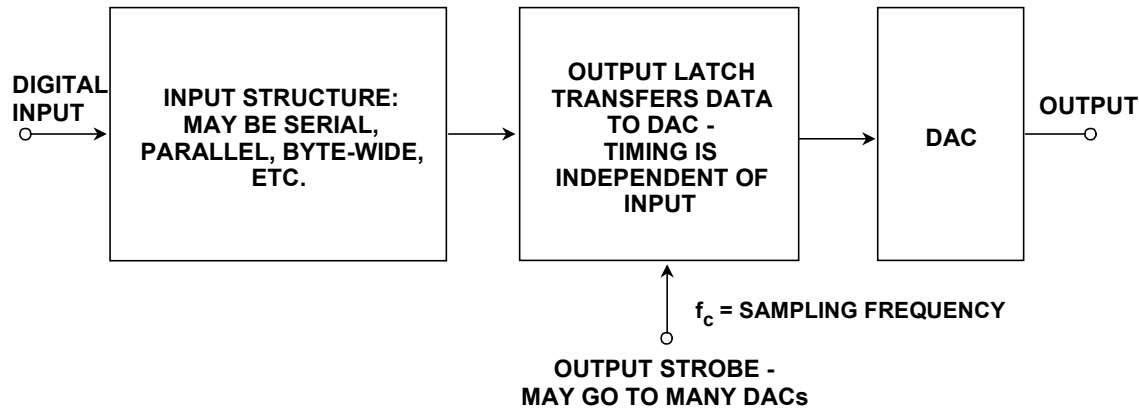 DIGITAL
INPUT
INPUT STRUCTURE:
MAY BE SERIAL,
PARALLEL, BYTE-WIDE,
ETC.
OUTPUT LATCH
TRANSFERS DATA
TO DAC -
TIMING IS
INDEPENDENT OF
INPUT
DAC
OUTPUT
fc = SAMPLING FREQUENCY
OUTPUT STROBE -
MAY GO TO MANY DACs